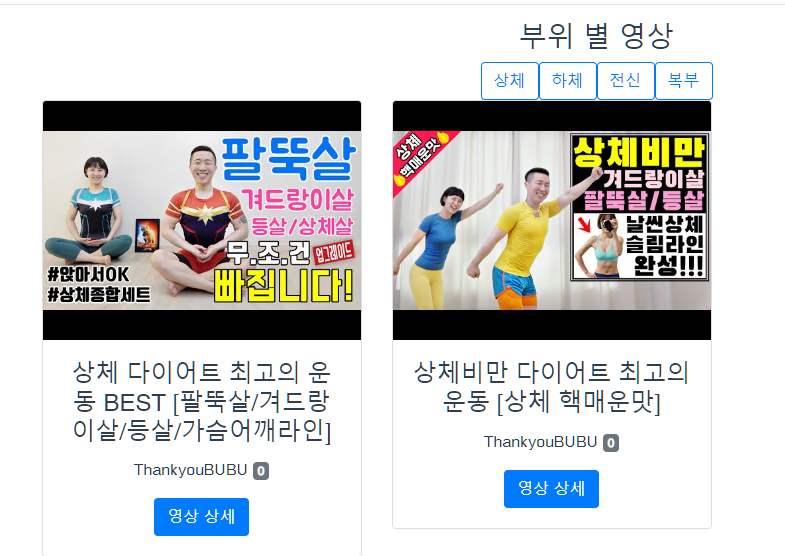 부위 별 영상
상체 하체 전신 복부
팔뚝살
겨드랑이살
등살/상체살
무.조.건 업그레이드
빠집니다!
#앉아서OK
#상체종합세트
상체 다이어트 최고의 운
동 BEST [팔뚝살/겨드랑
이살/등살/가슴어깨라인]
ThankyouBUBU 0
영상 상세
상체
핵매운맛
상체비만
겨드랑이살
팔뚝살/등살
날씬상체
슬림라인
완성!!!
상체비만 다이어트 최고의
운동 [상체 핵매운맛]
ThankyouBUBU 0
영상 상세